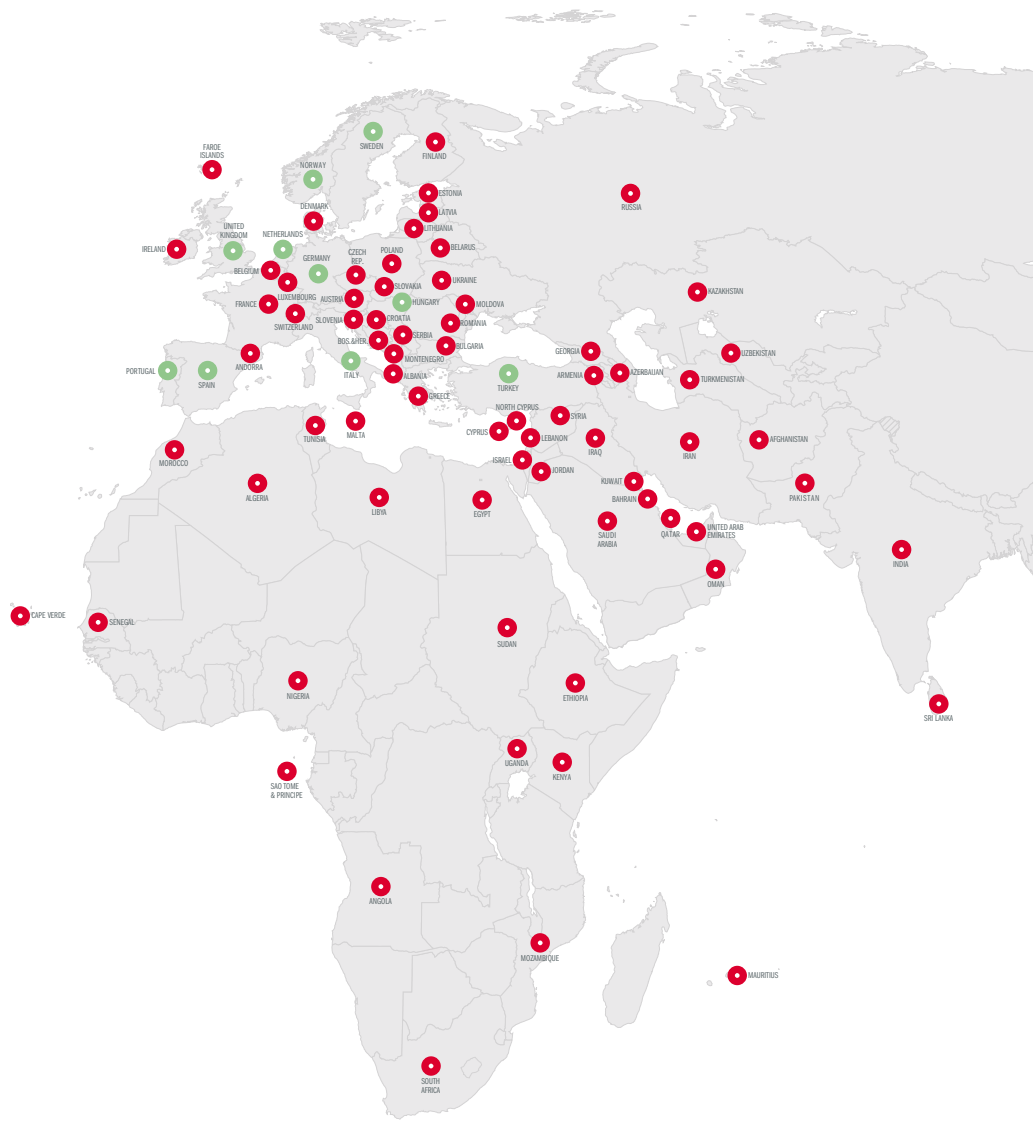 SWEDEN
FINLAND
FAROE
ISLANDS
NORWAY
ESTONIA
RUSSIA
DENMARK
LATVIA
LITHUANIA
UNITED
KINGDOM
NETHERLANDS
IRELAND
BELARUS
POLAND
CZECH
REP.
GERMANY
BELGIUM
UKRAINE
SLOVAKIA
KAZAKHSTAN
LUXEMBOURG
AUSTRIA
HUNGARY
FRANCE
MOLDOVA
SLOVENIA
CROATIA
SWITZERLAND
ROMANIA
SERBIA
BOS.&HER.
BULGARIA
GEORGIA
UZBEKISTAN
MONTENEGRO
ANDORRA
ITALY
PORTUGAL
SPAIN
ALBANIA
TURKEY
ARMENIA
AZERBAIJAN
TURKMENISTAN
GREECE
NORTH CYPRUS
SYRIA
MALTA
TUNISIA
CYPRUS
LEBANON
IRAQ
IRAN
AFGHANISTAN
MOROCCO
ISRAEL
JORDAN
KUWAIT
PAKISTAN
ALGERIA
LIBYA
EGYPT
BAHRAIN
SAUDI
ARABIA
QATAR
UNITED ARAB
EMIRATES
INDIA
OMAN
CAPE VERDE
SENEGAL
SUDAN
NIGERIA
ETHIOPIA
SRI LANKA
UGANDA
KENYA
SAO TOME
& PRINCIPE
ANGOLA
MOZAMBIQUE
MAURITIUS
SOUTH
AFRICA